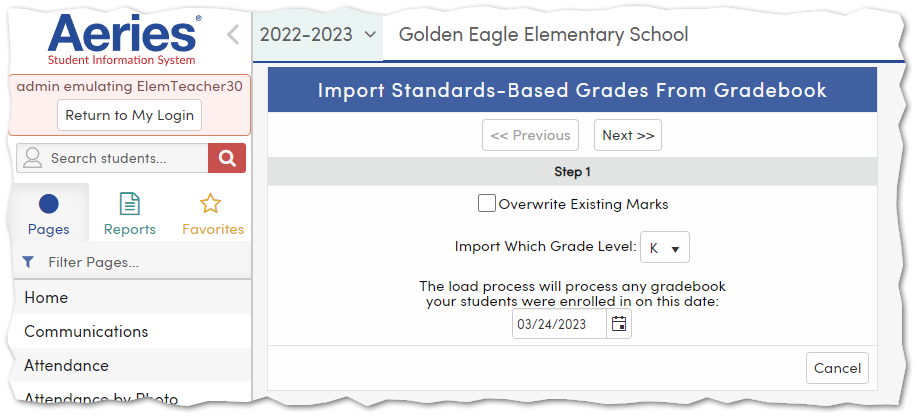 Aeries®
Student Information System
admin emulating ElemTeacher30
Return to My Login
Search students...
Pages
Reports
Favorites
Filter Pages...
Home
Communications
Attendance
Attendance by Photo
2022-2023
Golden Eagle Elementary School
Import Standards-Based Grades From Gradebook
<< Previous
Next >>
Step 1
Overwrite Existing Marks
Import Which Grade Level: K
The load process will process any gradebook
your students were enrolled in on this date:
03/24/2023
Cancel